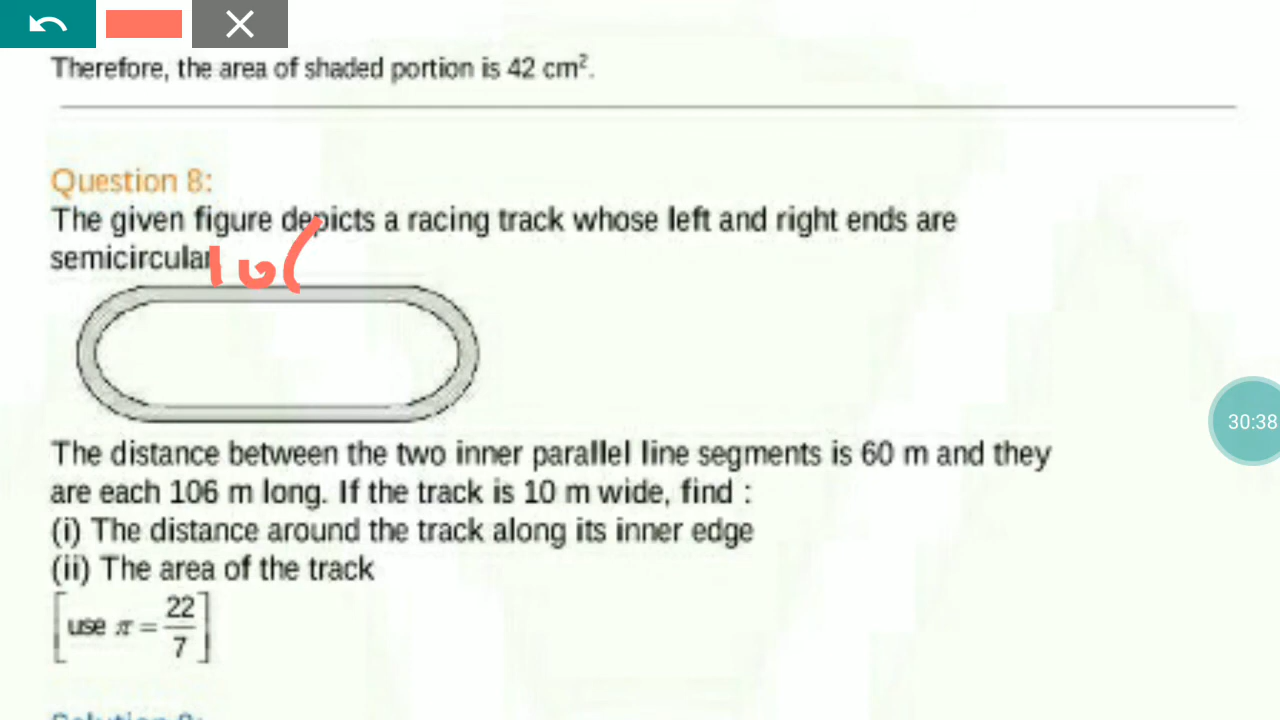 Therefore, the area of shaded portion is 42 cm².
Question 8:
The given figure depicts a racing track whose left and right ends are
semicircular
106
The distance between the two inner parallel line segments is 60 m and they
are each 106 m long. If the track is 10 m wide, find :
(i) The distance around the track along its inner edge
(ii) The area of the track
[use π = 22/7]
30:38